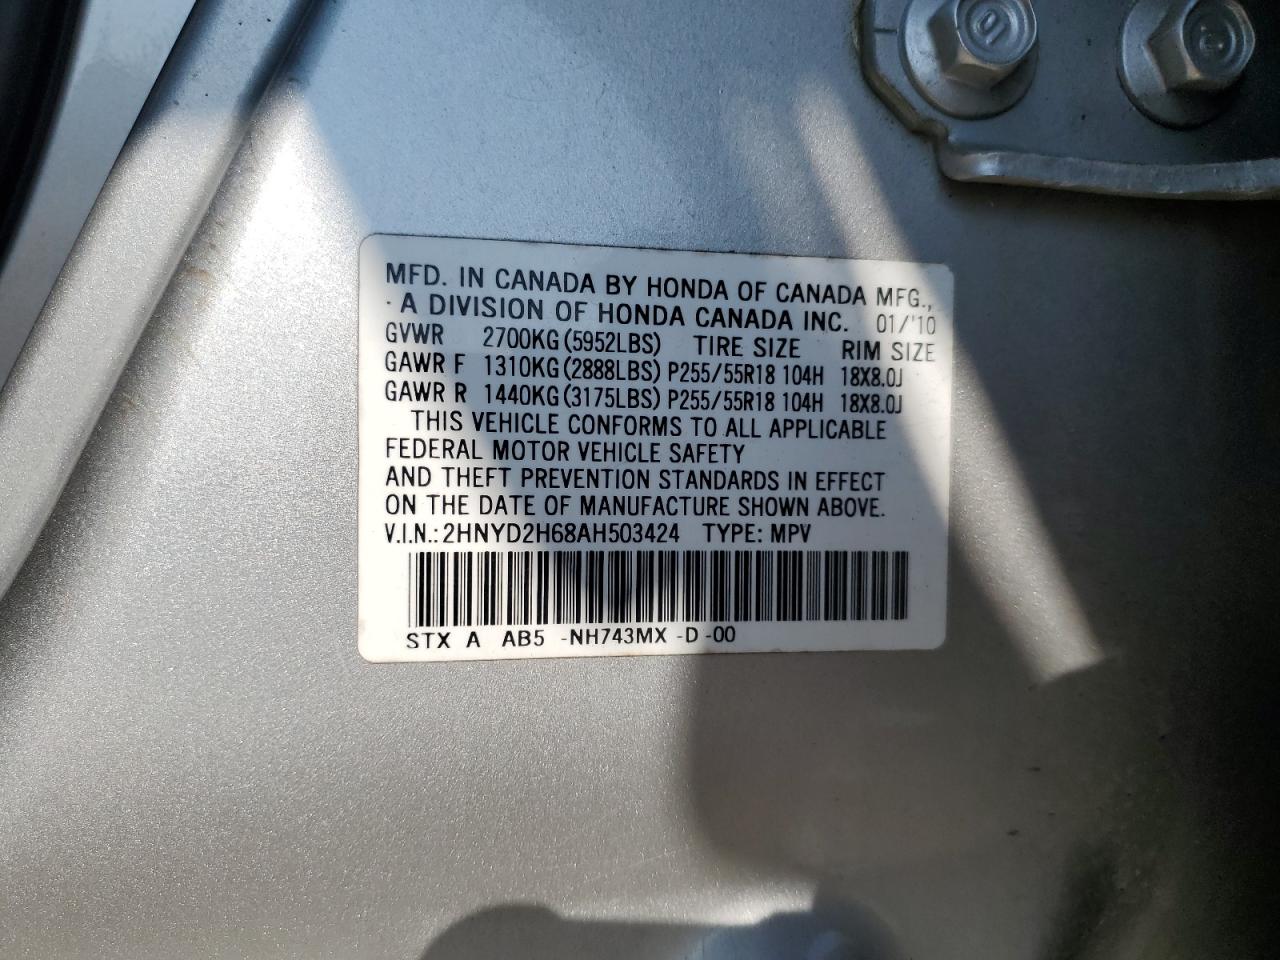 MFD. IN CANADA BY HONDA OF CANADA MFG.,
A DIVISION OF HONDA CANADA INC. 01/'10
GVWR 2700KG(5952LBS) TIRE SIZE RIM SIZE
GAWR F 1310KG(2888LBS) P255/55R18 104H 18X8.0J
GAWR R 1440KG(3175LBS) P255/55R18 104H 18X8.0J
THIS VEHICLE CONFORMS TO ALL APPLICABLE
FEDERAL MOTOR VEHICLE SAFETY
AND THEFT PREVENTION STANDARDS IN EFFECT
ON THE DATE OF MANUFACTURE SHOWN ABOVE.
V.I.N.: 2HNYD2H68AH503424 TYPE: MPV
STX A AB5 -NH743MX -D -00